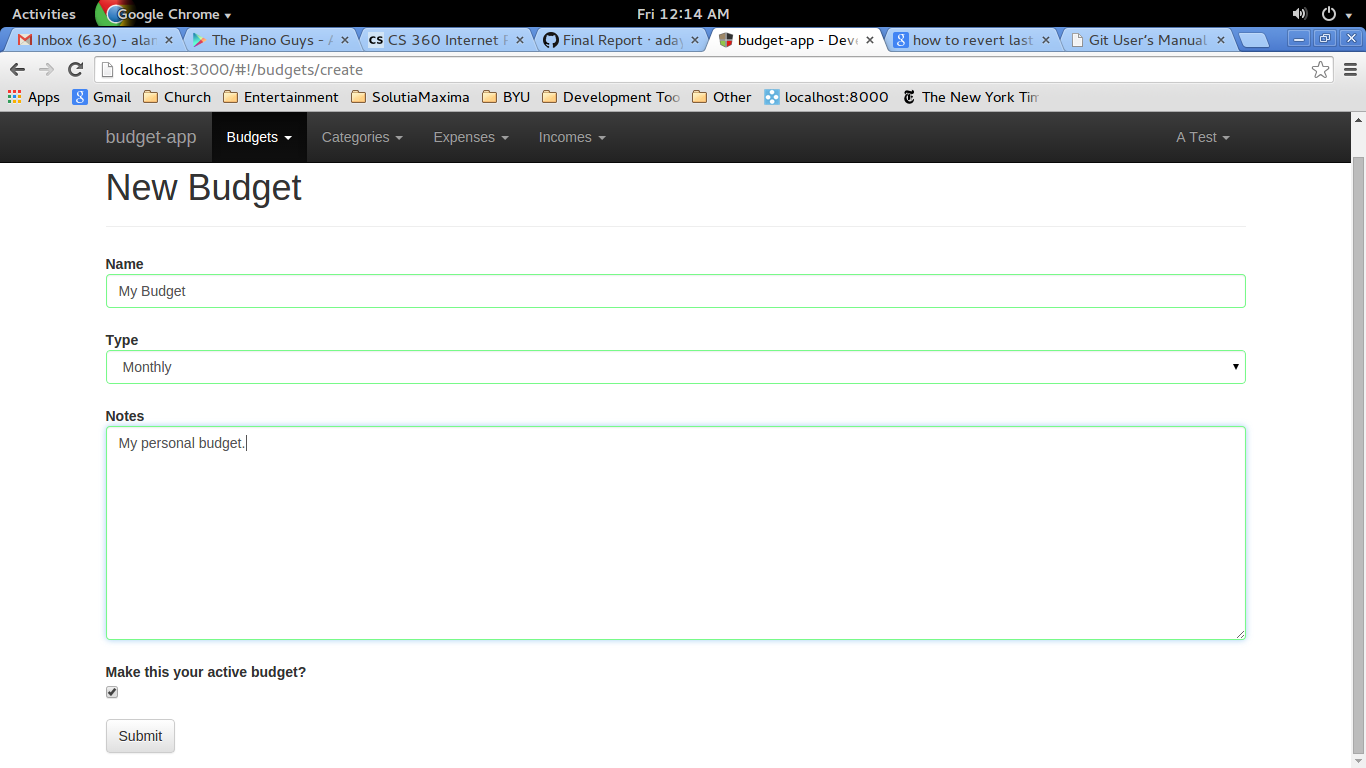 Activities Google Chrome Fri 12:14 AM
Inbox (630) - alan The Piano Guys - A CS CS 360 Internet P Final Report · aday budget-app - Deve how to revert last Git User's Manual
localhost:3000/#!/budgets/create
Apps Gmail Church Entertainment SolutiaMaxima BYU Development Too Other localhost:8000 The New York Tim
budget-app Budgets Categories Expenses Incomes A Test
New Budget
Name
My Budget
Type
Monthly
Notes
My personal budget.
Make this your active budget?
Submit